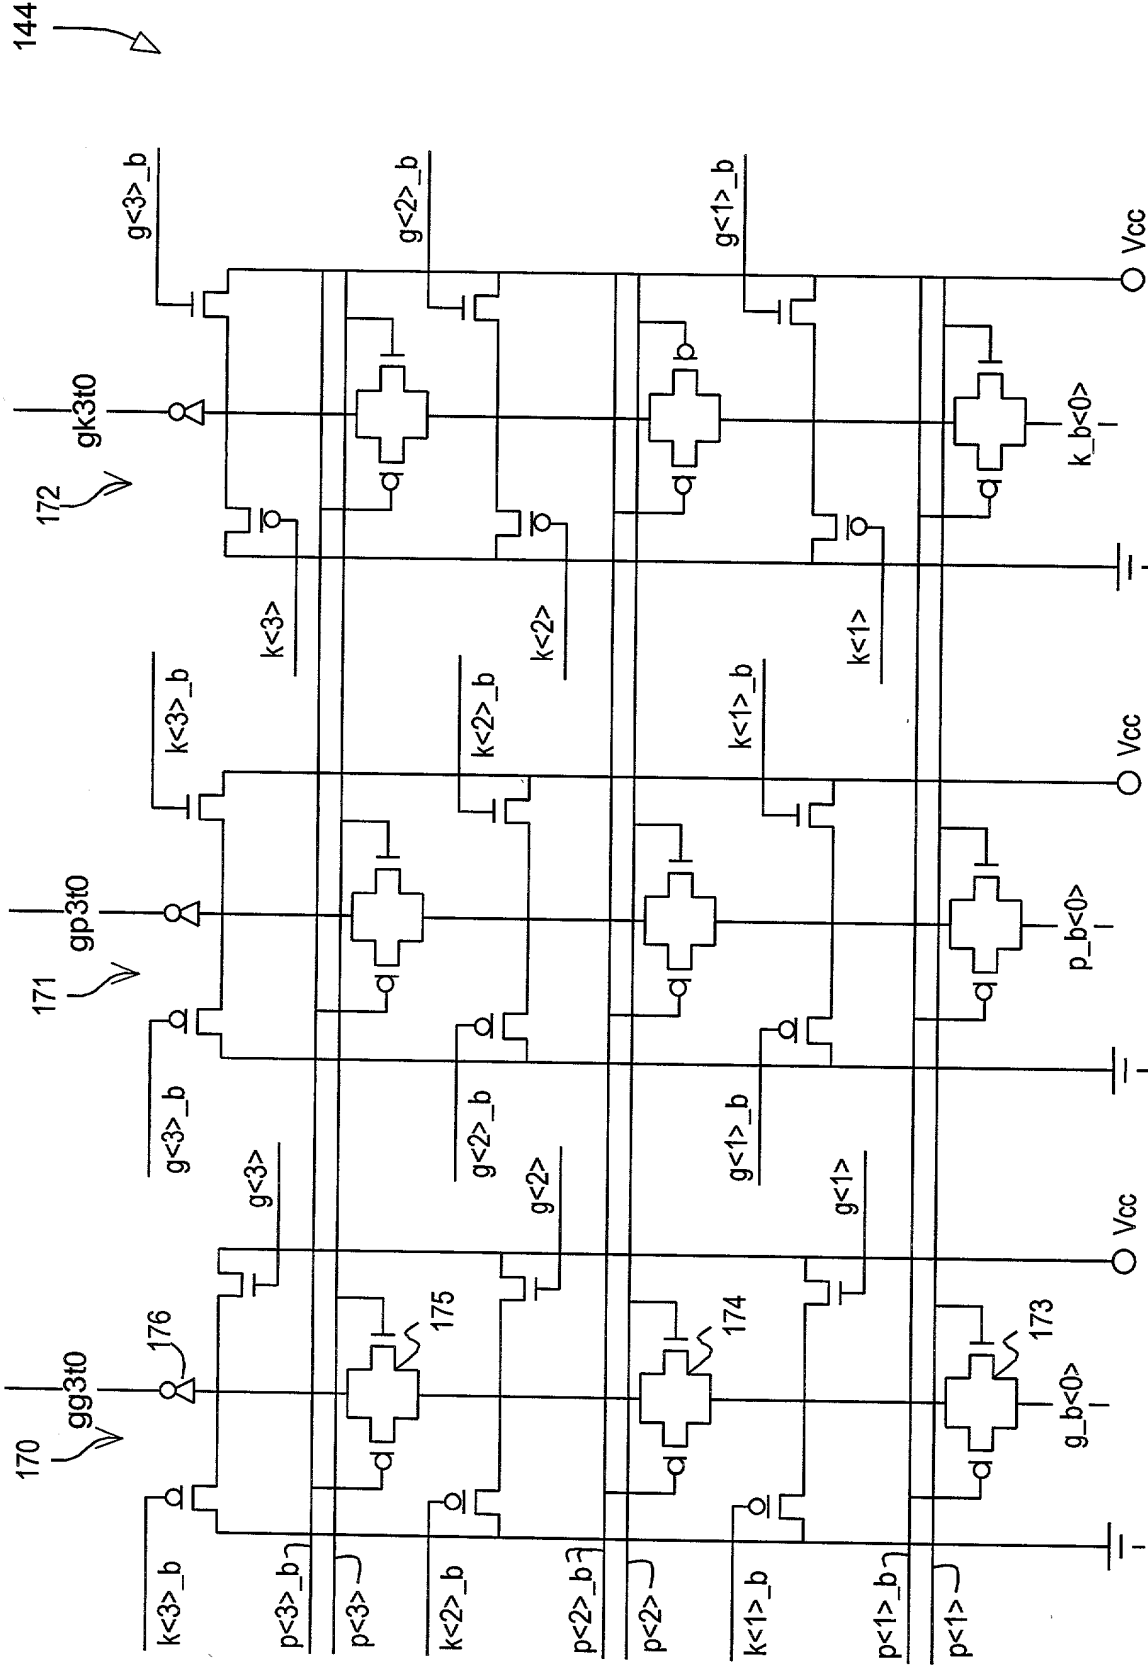 144
170
171
172
gg3t0
gp3t0
gk3t0
k<3>_b
176
g<3>_b
k<3>_b
g<3>_b
g<3>
k<3>
p<3>_b
p<3>
k<2>_b
175
g<2>_b
k<2>_b
g<2>_b
g<2>
k<2>
p<2>_b
p<2>
174
k<1>_b
g<1>_b
k<1>_b
g<1>_b
g<1>
k<1>
p<1>_b
p<1>
173
g_b<0>
p_b<0>
k_b<0>
Vcc
Vcc
Vcc